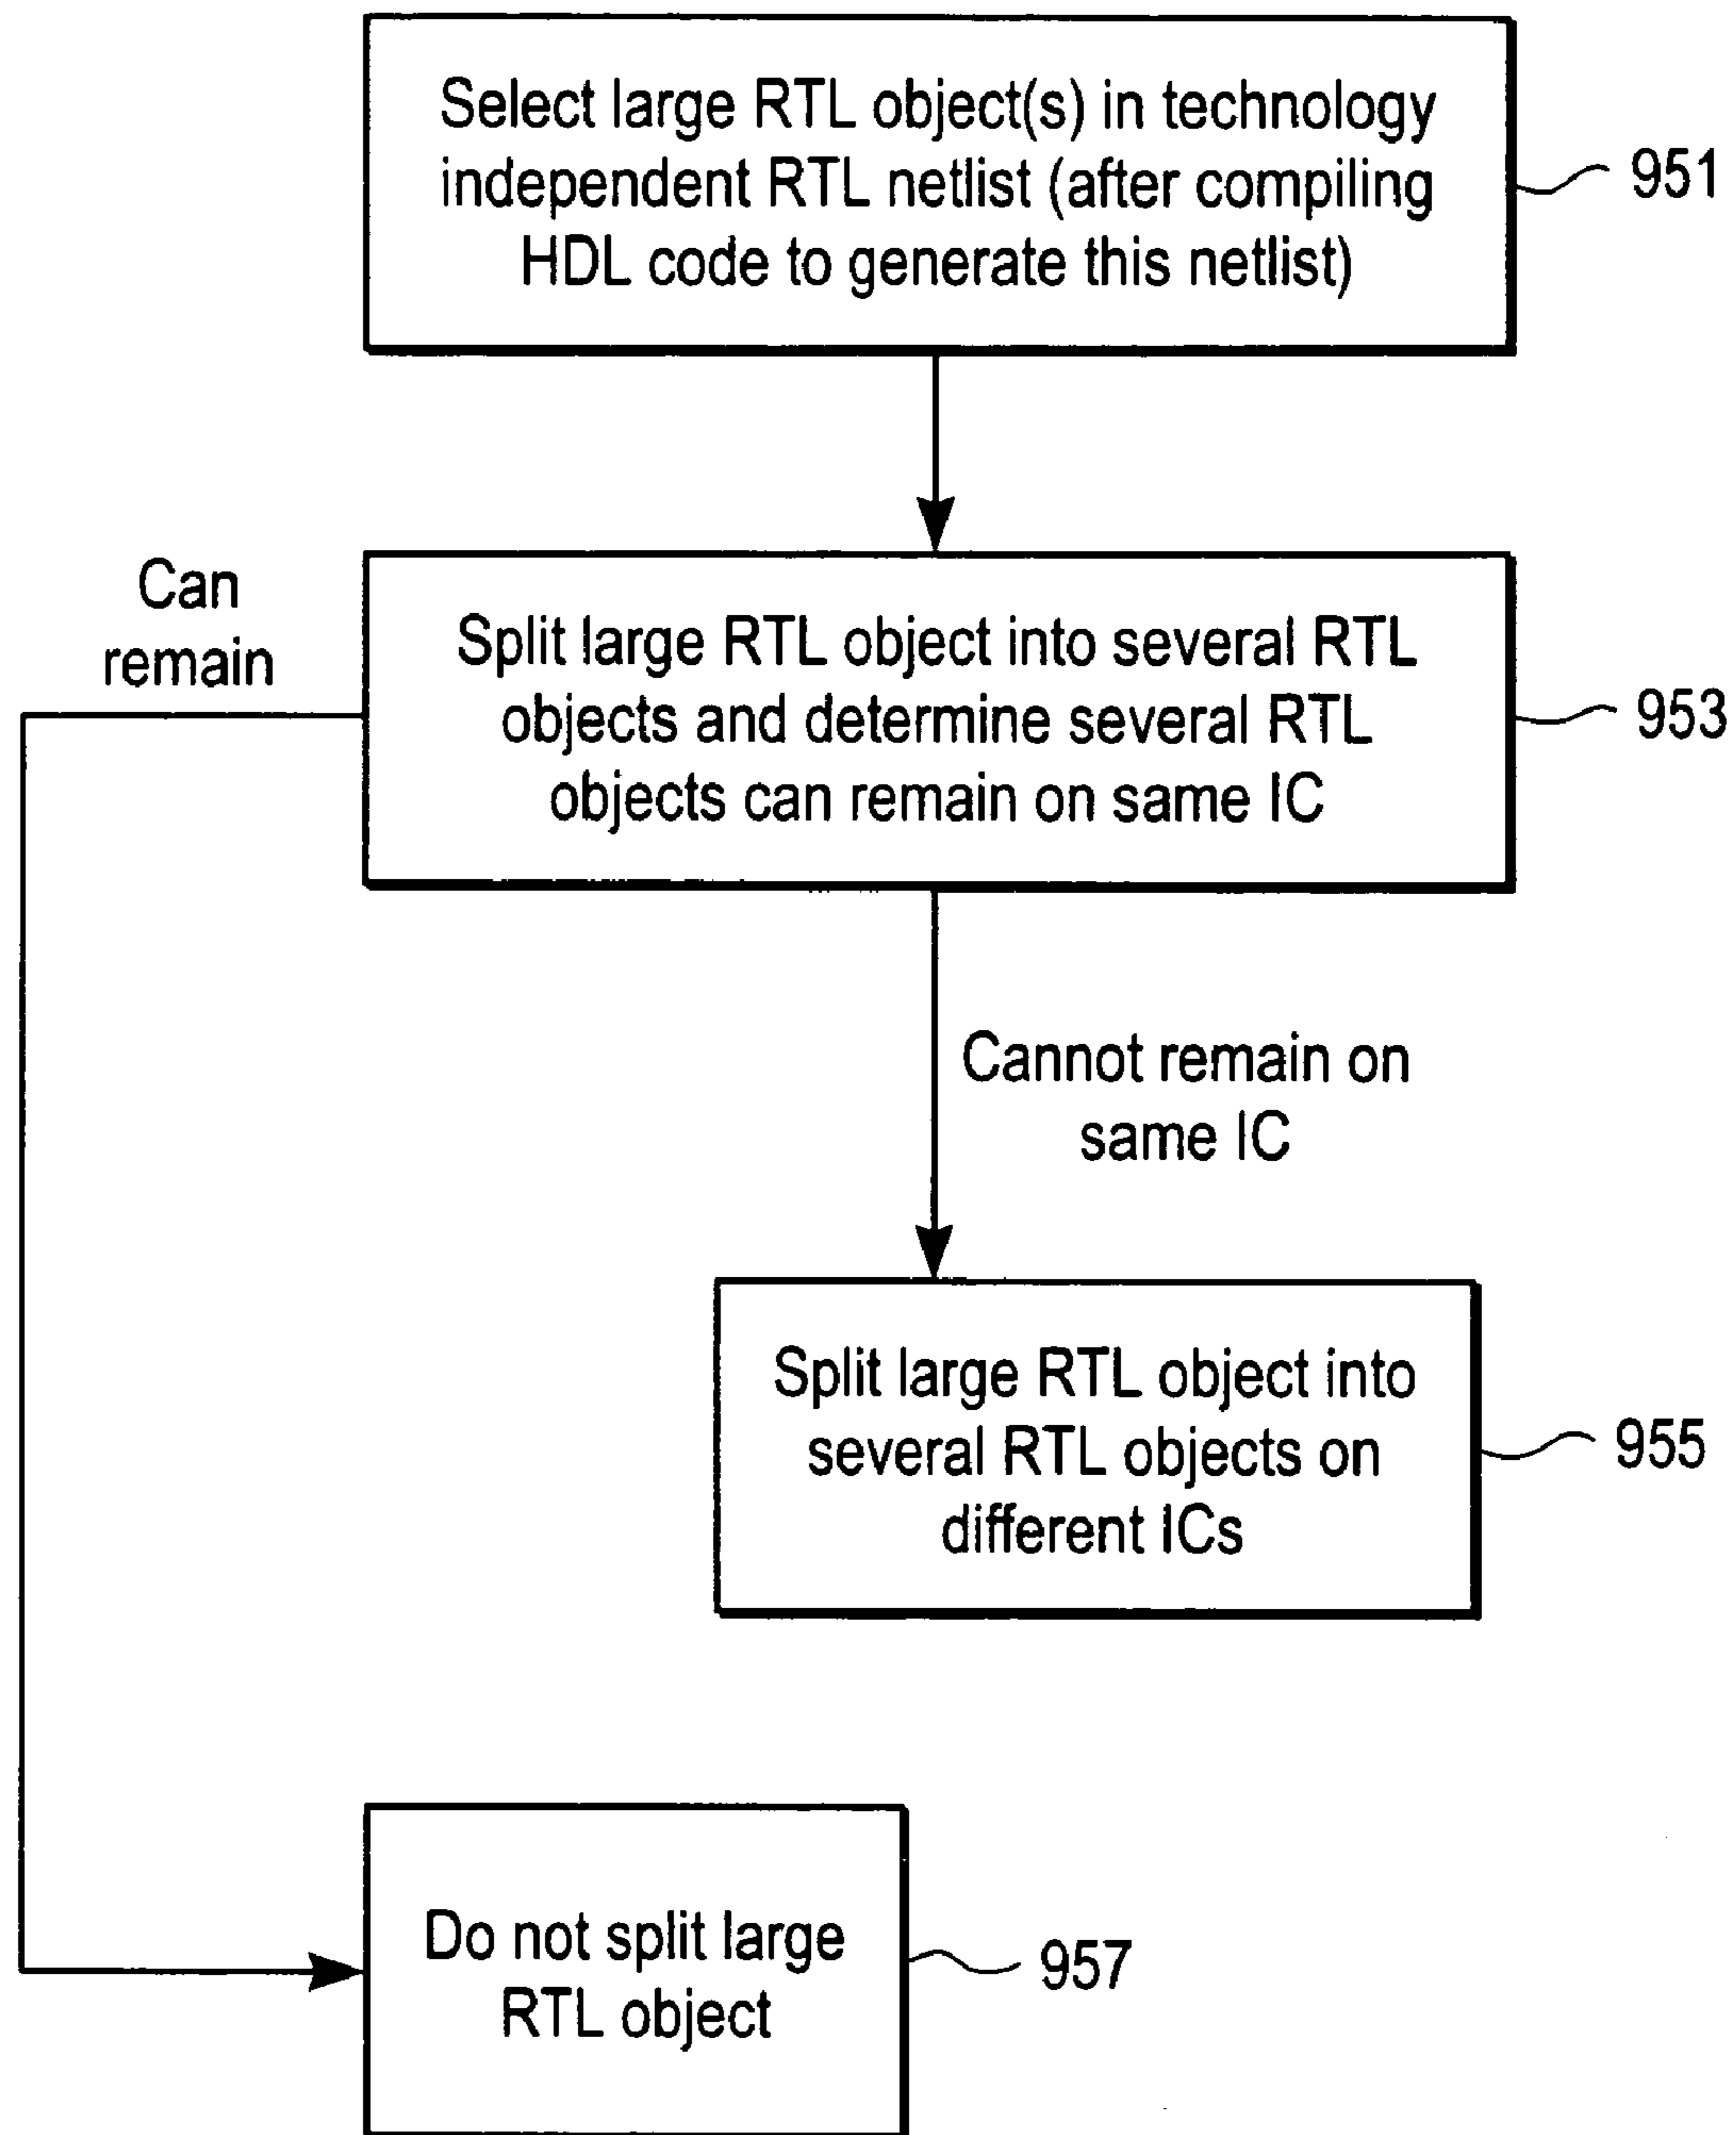 Select large RTL object(s) in technology
independent RTL netlist (after compiling
HDL code to generate this netlist)
951
Can
remain
Split large RTL object into several RTL
objects and determine several RTL
objects can remain on same IC
953
Cannot remain on
same IC
Split large RTL object into
several RTL objects on
different ICs
955
Do not split large
RTL object
957